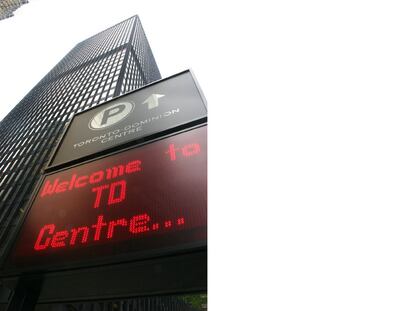 P
TORONTO-DOMINION
CENTRE
Welcome to
TD
Centre...